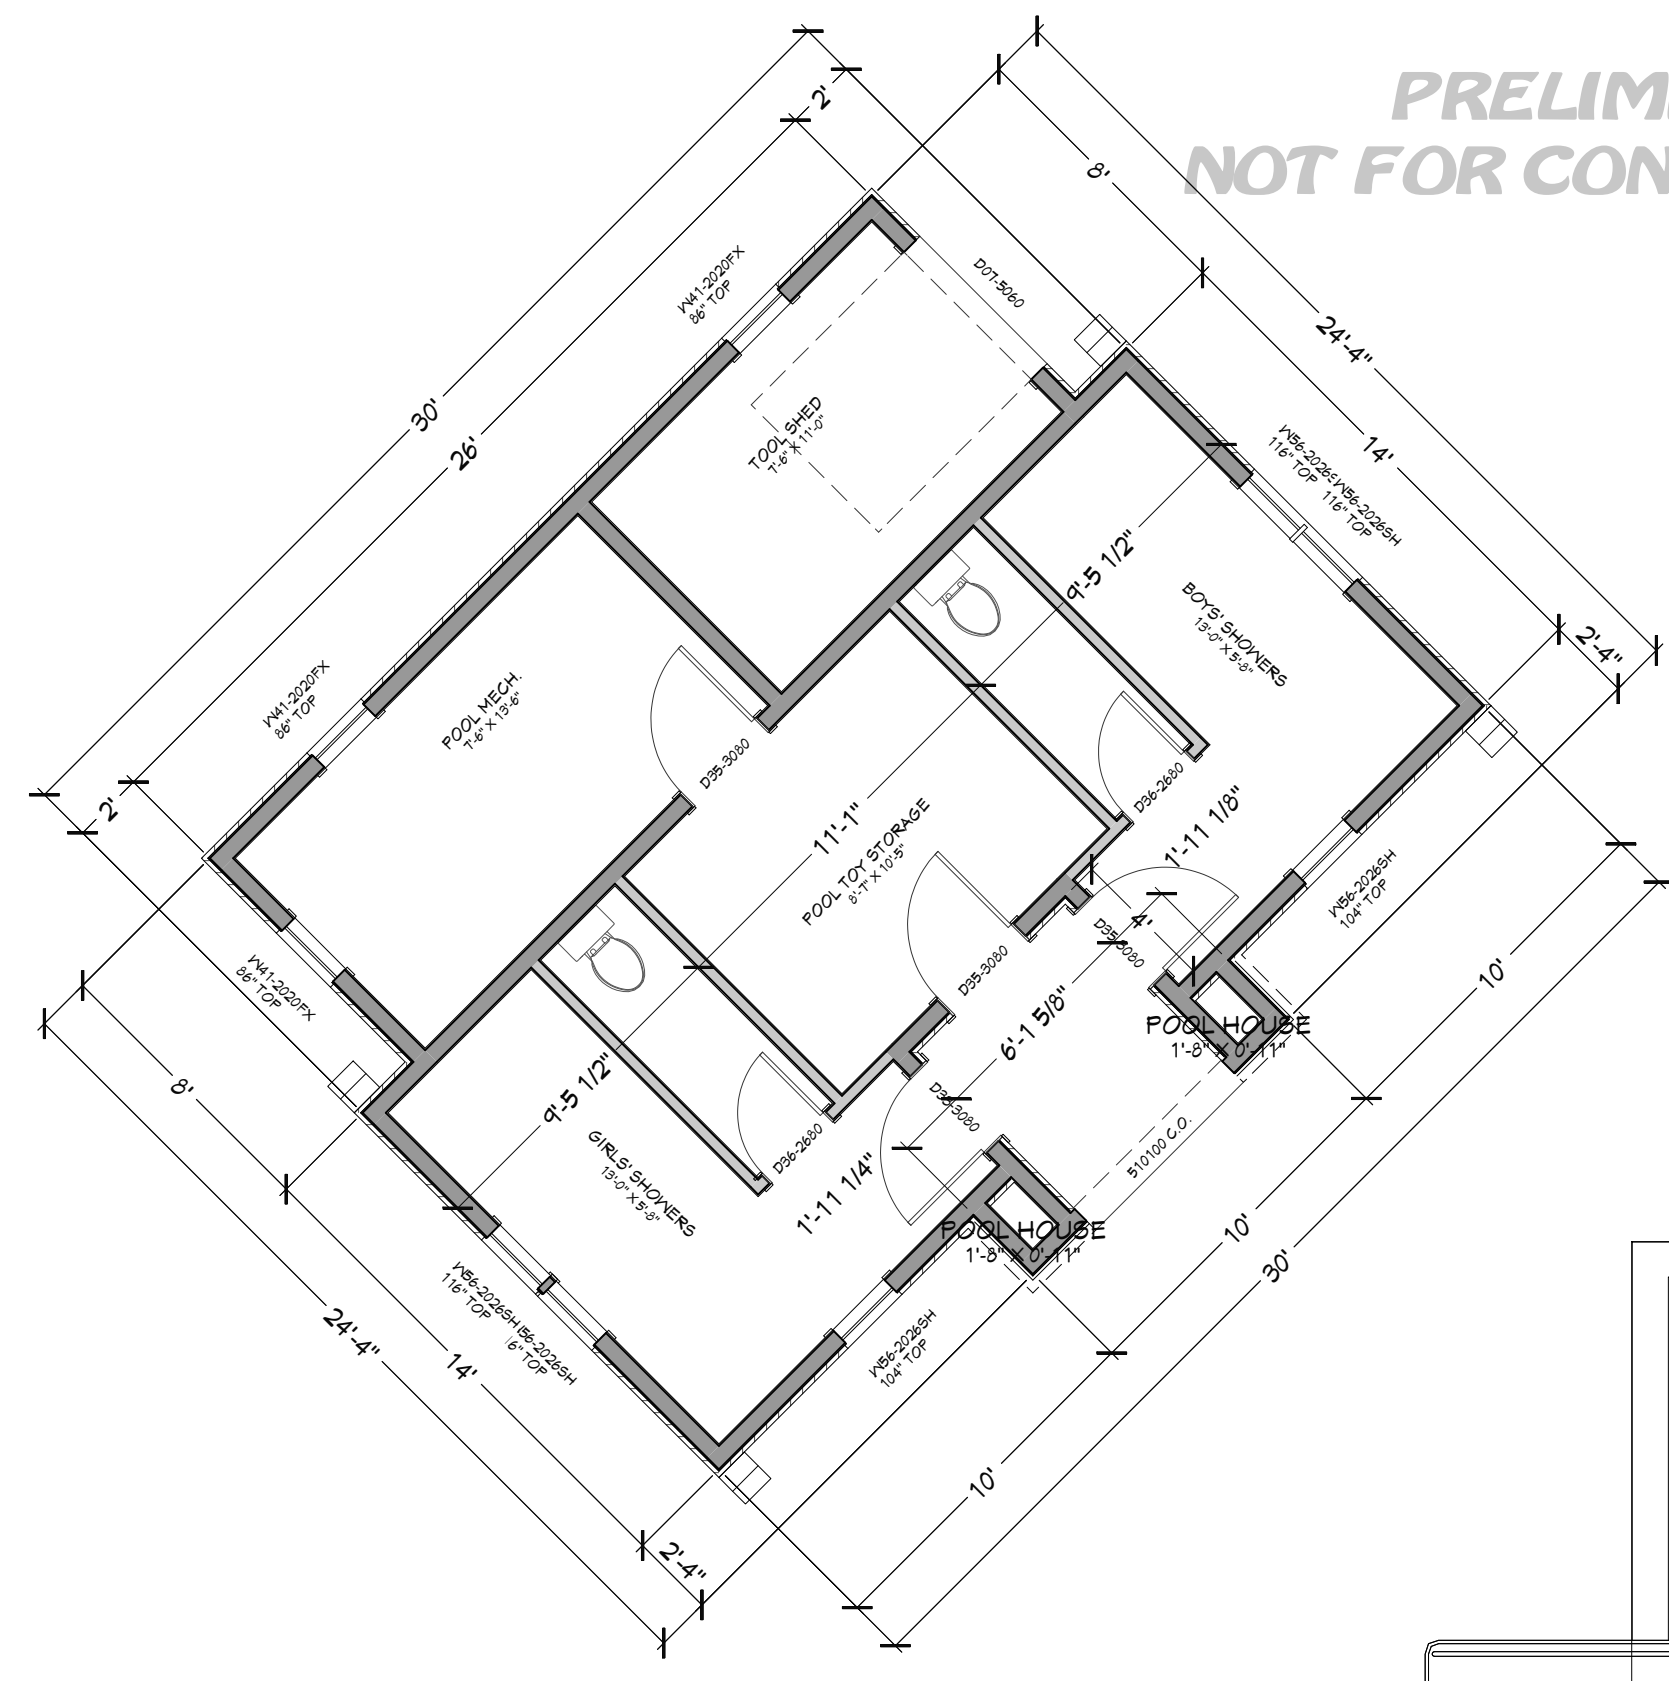 PRELIM
NOT FOR CON
2'
8'
24'-4"
14'
2'-4"
30'
26'
2'
W41-2020FX
86" TOP
D07-5060
TOOL SHED
7'-6" X 11'-0"
W56-2026S
116" TOP
W56-2026SH
116" TOP
9'-5 1/2"
BOYS' SHOWERS
13'-0" X 5'-8"
W41-2020FX
86" TOP
POOL MECH.
7'-6" X 13'-6"
D35-3080
D36-2680
11'-1"
POOL TOY STORAGE
8'-7" X 10'-5"
1'-11 1/8"
W56-2026SH
104" TOP
4'
D35-3080
D35-3080
W41-2020FX
86" TOP
6'-1 5/8"
POOL HOUSE
1'-8" X 0'-11"
10'
8'
9'-5 1/2"
GIRLS' SHOWERS
13'-0" X 5'-8"
D36-2680
D35-3080
510100 C.O.
1'-11 1/4"
POOL HOUSE
1'-8" X 0'-11"
10'
30'
W56-2026SH
116" TOP
56-2026SH
6" TOP
W56-2026SH
104" TOP
24'-4"
14'
10'
2'-4"